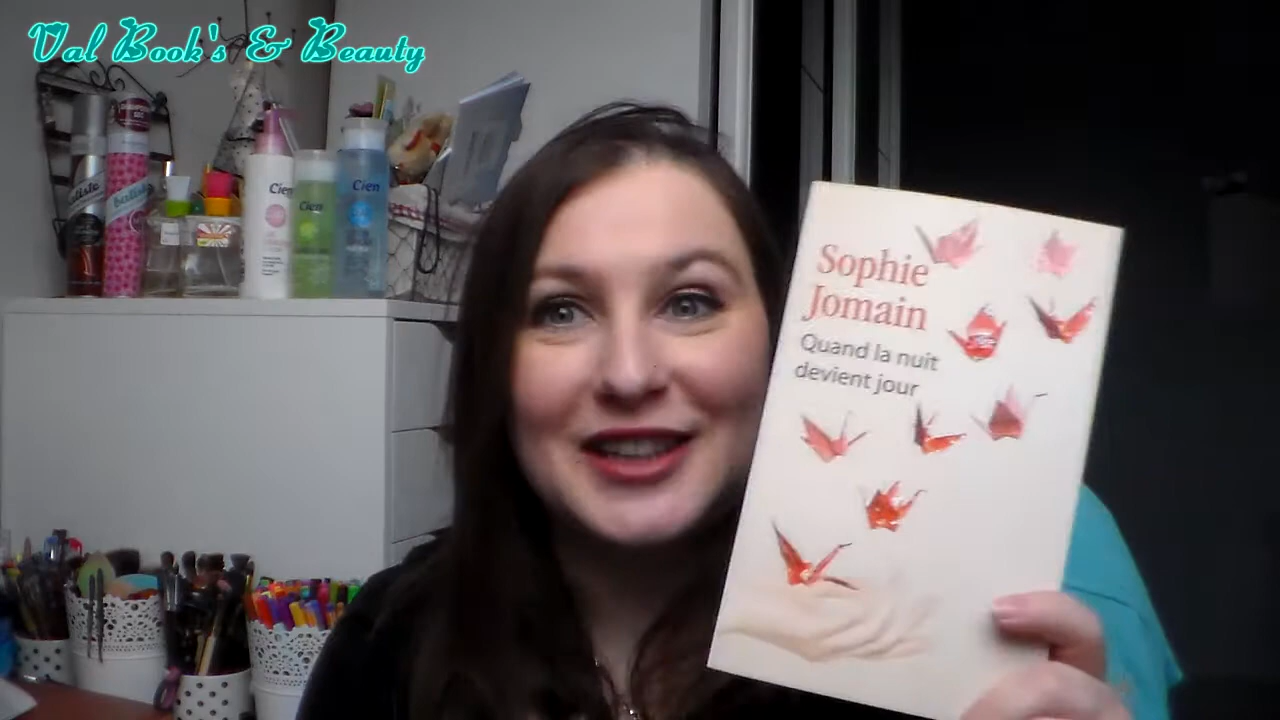 Val Book's & Beauty
batiste
batiste
Cien
Cien
Cien
Sophie
Jomain
Quand la nuit
devient jour